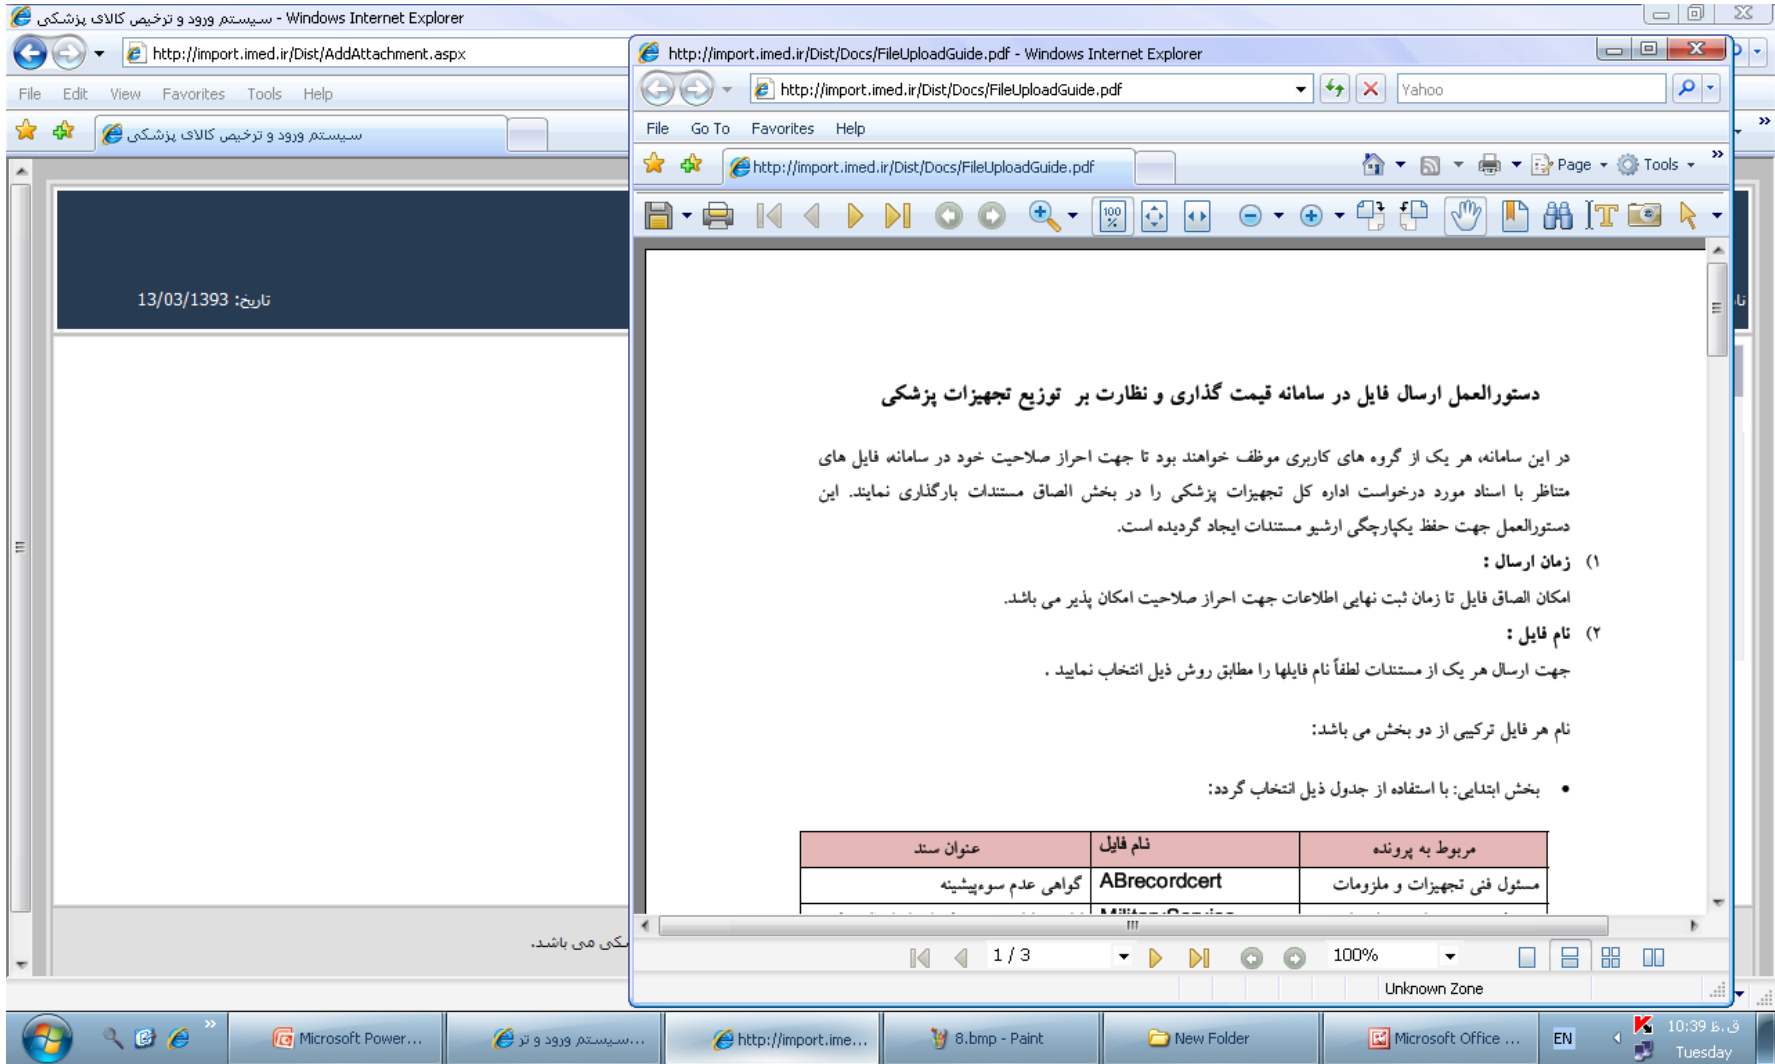 سیستم ورود و ترخیص کالای پزشکی - Windows Internet Explorer
http://import.imed.ir/Dist/AddAttachment.aspx
File Edit View Favorites Tools Help
سیستم ورود و ترخیص کالای پزشکی
تاریخ: 13/03/1393
می باشد.
http://import.imed.ir/Dist/Docs/FileUploadGuide.pdf - Windows Internet Explorer
http://import.imed.ir/Dist/Docs/FileUploadGuide.pdf
Yahoo
File Go To Favorites Help
http://import.imed.ir/Dist/Docs/FileUploadGuide.pdf
Page Tools
دستورالعمل ارسال فایل در سامانه قیمت گذاری و نظارت بر توزیع تجهیزات پزشکی
در این سامانه، هر یک از گروه های کاربری موظف خواهند بود تا جهت احراز صلاحیت خود در سامانه، فایل های
متناظر با اسناد مورد درخواست اداره کل تجهیزات پزشکی را در بخش الصاق مستندات بارگذاری نمایند. این
دستورالعمل جهت حفظ یکپارچگی ارشیو مستندات ایجاد گردیده است.
۱) زمان ارسال :
امکان الصاق فایل تا زمان ثبت نهایی اطلاعات جهت احراز صلاحیت امکان پذیر می باشد.
۲) نام فایل :
جهت ارسال هر یک از مستندات لطفاً نام فایلها را مطابق روش ذیل انتخاب نمایید .
نام هر فایل ترکیبی از دو بخش می باشد:
• بخش ابتدایی: با استفاده از جدول ذیل انتخاب گردد:
مربوط به پرونده نام فایل عنوان سند
مسئول فنی تجهیزات و ملزومات ABrecordcert گواهی عدم سوءپیشینه
1 / 3 100%
Unknown Zone
Microsoft Power...
سیستم ورود و تر...
http://import.ime...
8.bmp - Paint
New Folder
Microsoft Office ...
EN
10:39 ق.ظ
Tuesday